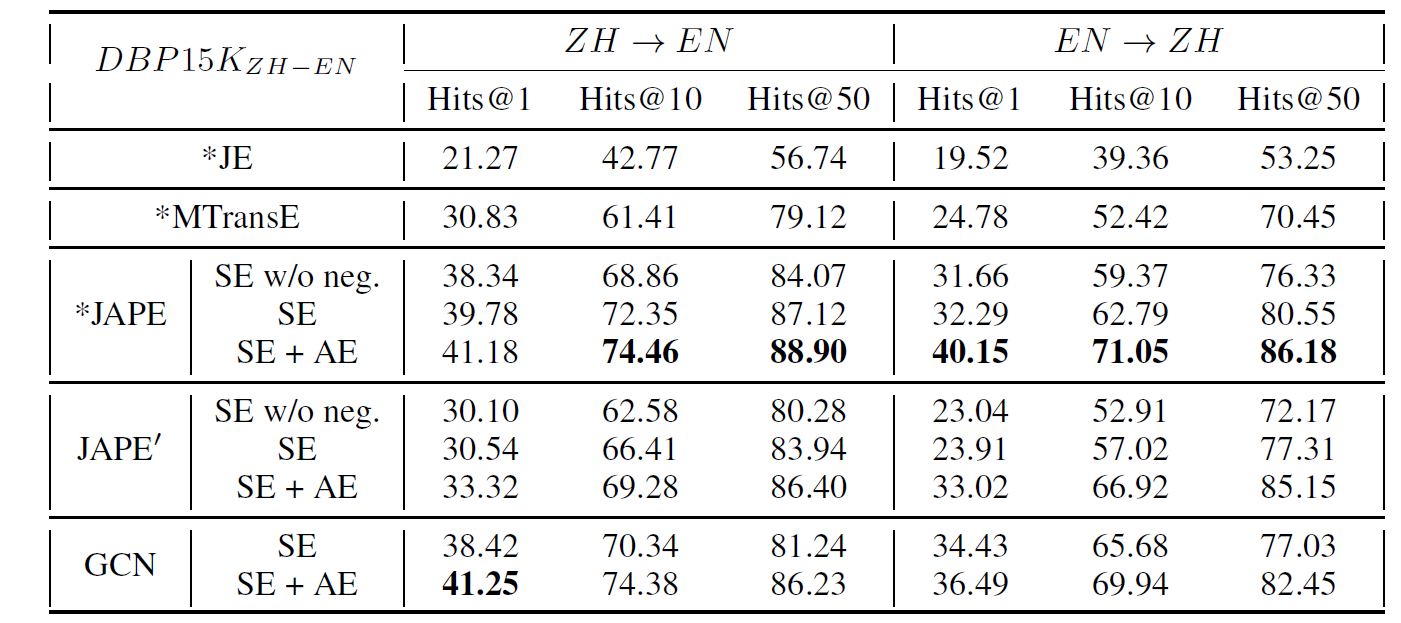 DBP15K_{ZH-EN} ZH → EN EN → ZH
Hits@1 Hits@10 Hits@50 Hits@1 Hits@10 Hits@50
*JE 21.27 42.77 56.74 19.52 39.36 53.25
*MTransE 30.83 61.41 79.12 24.78 52.42 70.45
SE w/o neg. 38.34 68.86 84.07 31.66 59.37 76.33
*JAPE SE 39.78 72.35 87.12 32.29 62.79 80.55
SE + AE 41.18 74.46 88.90 40.15 71.05 86.18
SE w/o neg. 30.10 62.58 80.28 23.04 52.91 72.17
JAPE′ SE 30.54 66.41 83.94 23.91 57.02 77.31
SE + AE 33.32 69.28 86.40 33.02 66.92 85.15
GCN SE 38.42 70.34 81.24 34.43 65.68 77.03
SE + AE 41.25 74.38 86.23 36.49 69.94 82.45